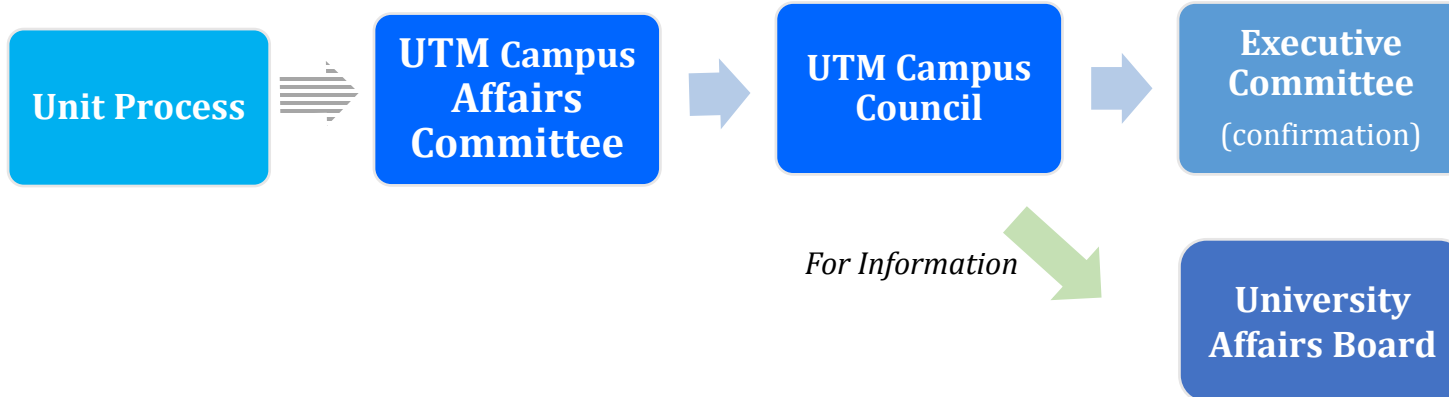 Unit Process
UTM Campus
Affairs
Committee
UTM Campus
Council
Executive
Committee
(confirmation)
For Information
University
Affairs Board